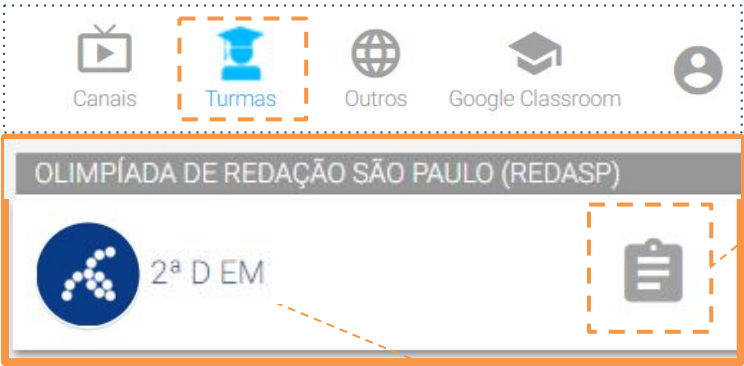 Canais Turmas Outros Google Classroom
OLIMPÍADA DE REDAÇÃO SÃO PAULO (REDASP)
2ª D EM